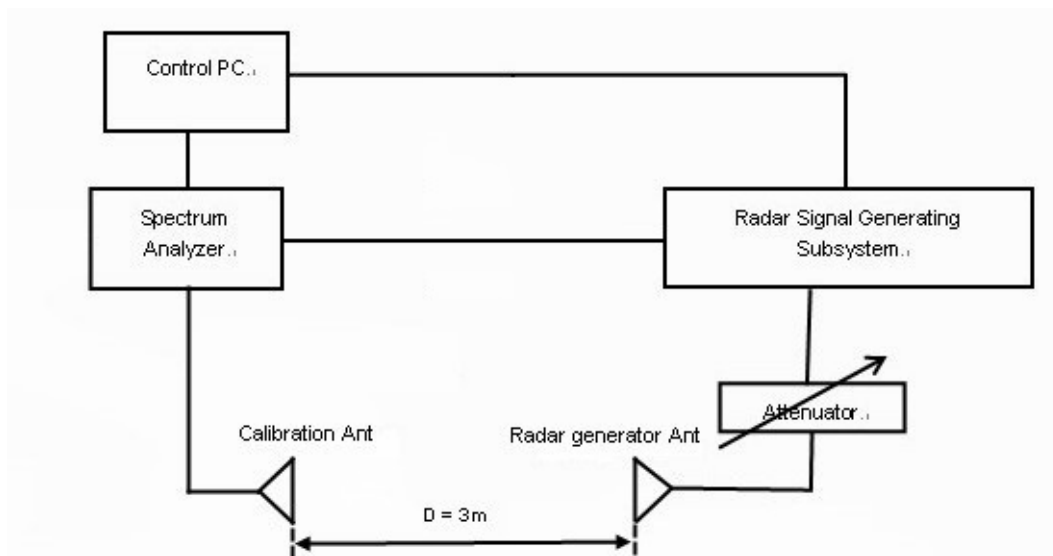 Control PC
Spectrum
Analyzer
Radar Signal Generating
Subsystem
Attenuator
Calibration Ant
Radar generator Ant
D = 3m